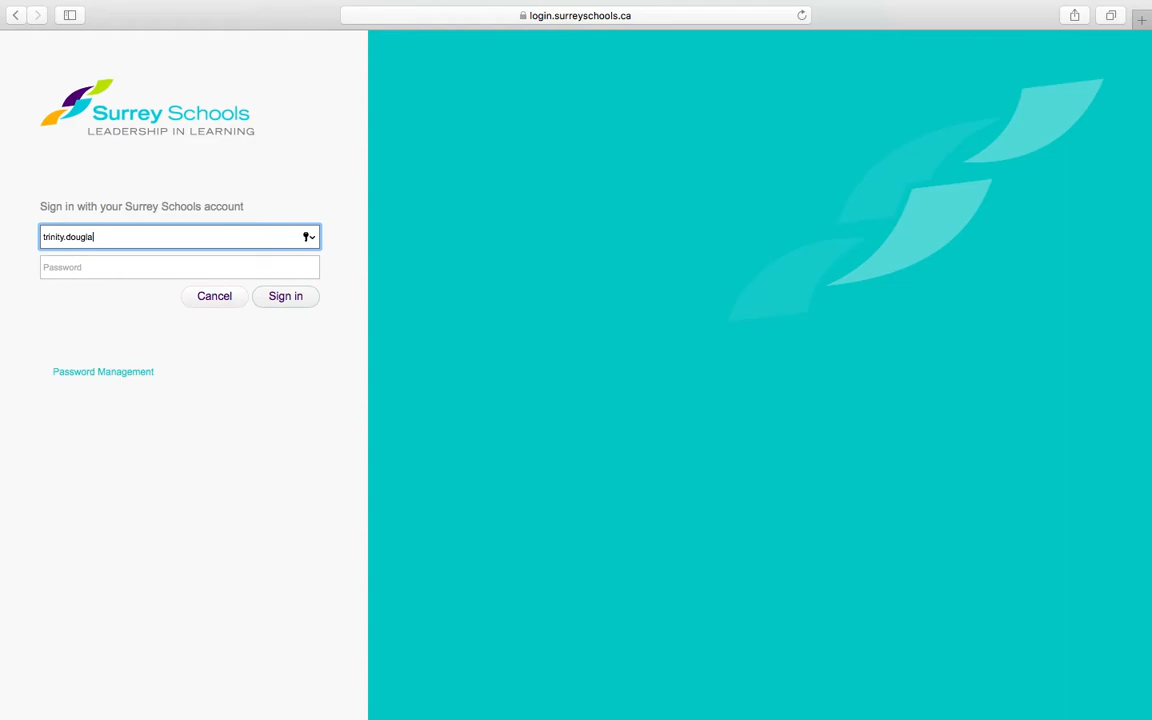 login.surreyschools.ca
Surrey Schools
LEADERSHIP IN LEARNING
Sign in with your Surrey Schools account
trinity.dougla
Password
Cancel
Sign in
Password Management